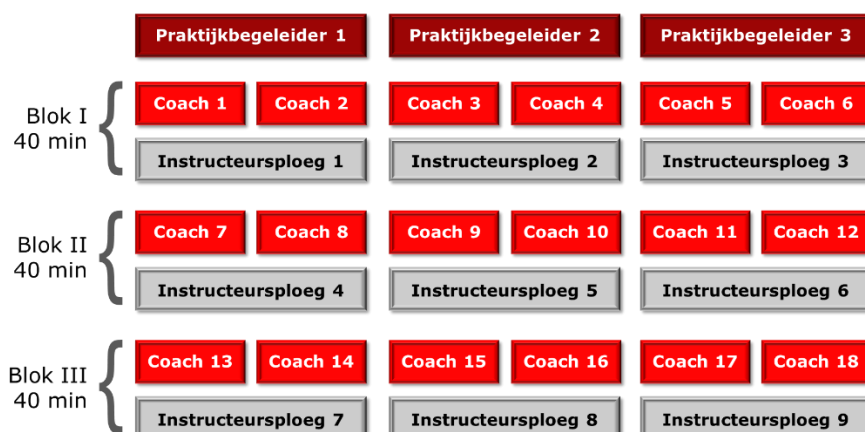 Praktijkbegeleider 1 Praktijkbegeleider 2 Praktijkbegeleider 3
Blok I
40 min
Coach 1 Coach 2 Coach 3 Coach 4 Coach 5 Coach 6
Instructeursploeg 1 Instructeursploeg 2 Instructeursploeg 3
Blok II
40 min
Coach 7 Coach 8 Coach 9 Coach 10 Coach 11 Coach 12
Instructeursploeg 4 Instructeursploeg 5 Instructeursploeg 6
Blok III
40 min
Coach 13 Coach 14 Coach 15 Coach 16 Coach 17 Coach 18
Instructeursploeg 7 Instructeursploeg 8 Instructeursploeg 9